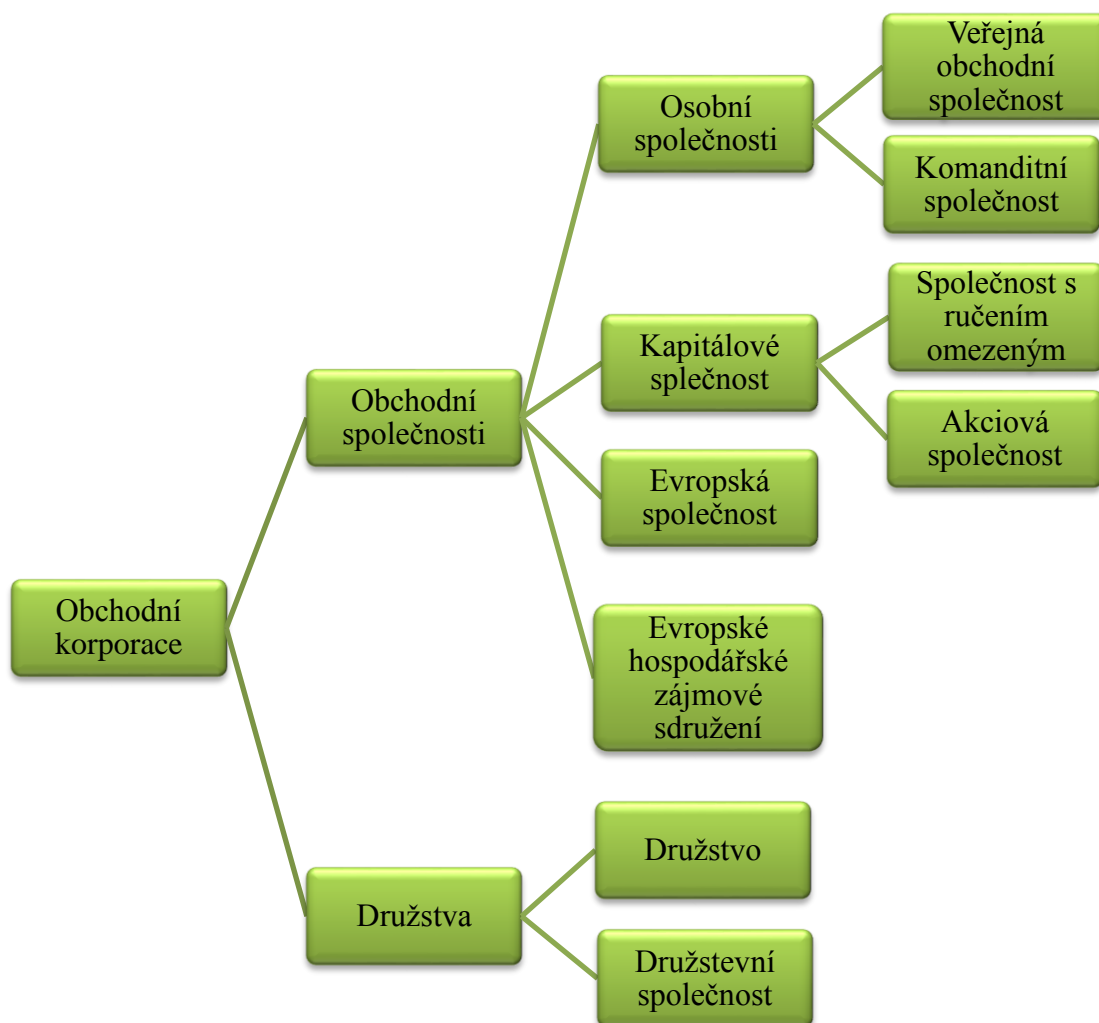 Veřejná
obchodní
společnost
Osobní
společnosti
Komanditní
společnost
Společnost s
ručením
omezeným
Kapitálové
splečnost
Obchodní
společnosti
Akciová
společnost
Evropská
společnost
Obchodní
korporace
Evropské
hospodářské
zájmové
sdružení
Družstvo
Družstva
Družstevní
společnost